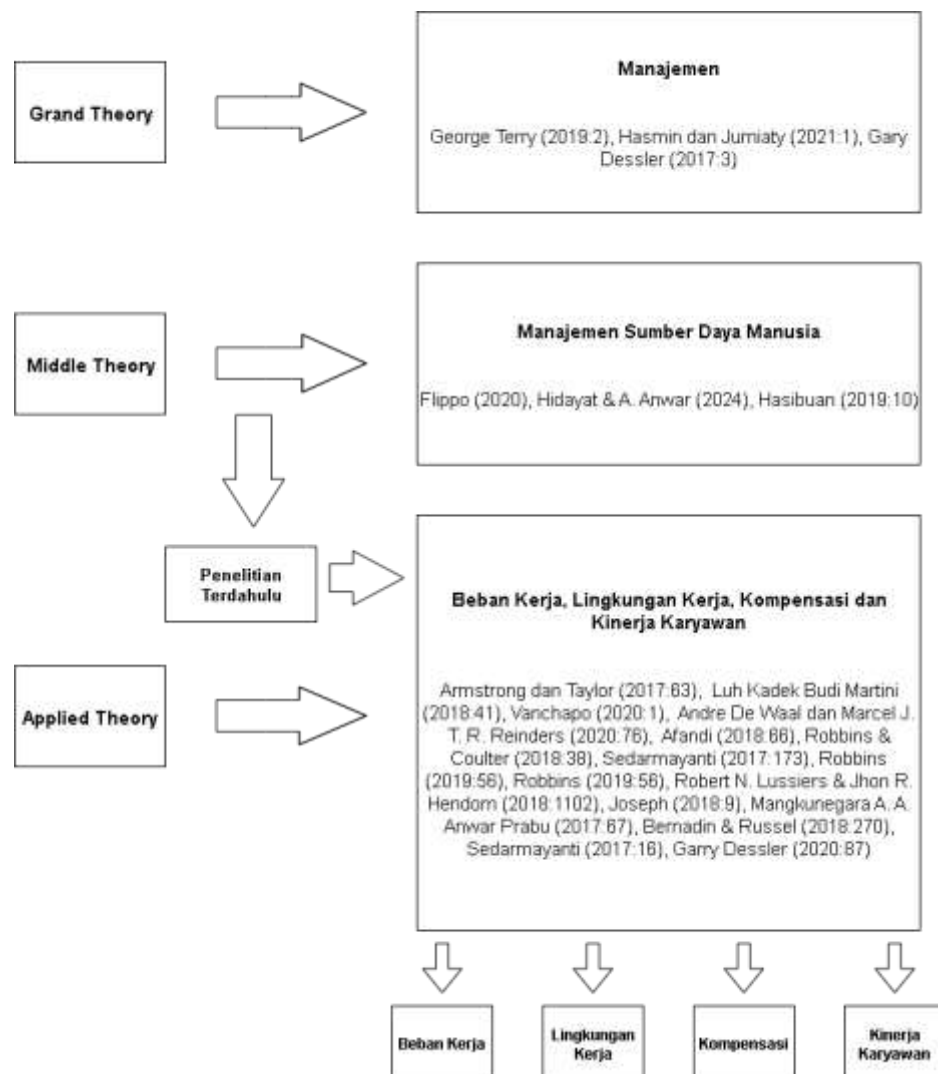 Grand Theory
Manajemen
George Terry (2019:2), Hasmin dan Jumiaty (2021:1), Gary
Dessler (2017:3)
Middle Theory
Manajemen Sumber Daya Manusia
Flippo (2020), Hidayat & A. Anwar (2024), Hasibuan (2019:10)
Penelitian
Terdahulu
Applied Theory
Beban Kerja, Lingkungan Kerja, Kompensasi dan
Kinerja Karyawan
Armstrong dan Taylor (2017:63), Luh Kadek Budi Martini
(2018:41), Vanchapo (2020:1), Andre De Waal dan Marcel J.
T. R. Reinders (2020:76), Afandi (2018:66), Robbins &
Coulter (2018:38), Sedarmayanti (2017:173), Robbins
(2019:56), Robbins (2019:56), Robert N. Lussiers & Jhon R.
Hendom (2018:1102), Joseph (2018:9), Mangkunegara A. A.
Anwar Prabu (2017:67), Bernadin & Russel (2018:270),
Sedarmayanti (2017:16), Garry Dessler (2020:87)
Beban Kerja
Lingkungan
Kerja
Kompensasi
Kinerja
Karyawan